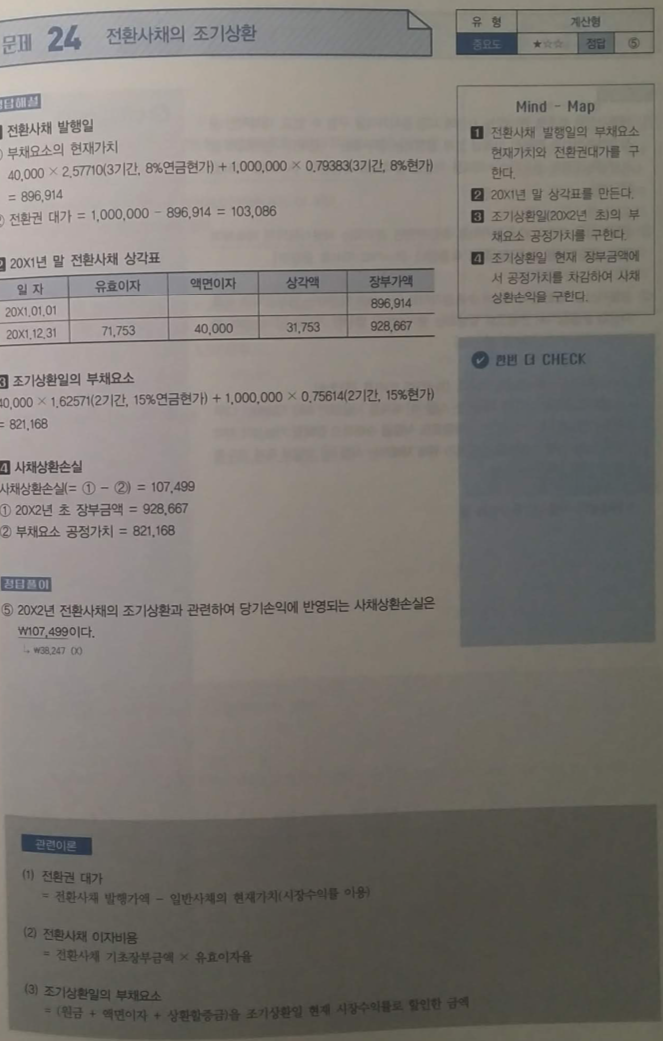 문제 24 전환사채의 조기상환
유 형 계산형
중요도 ★☆☆ 정답 ⑤
정답해설
1 전환사채 발행일
① 부채요소의 현재가치
40,000 × 2.57710(3기간, 8%연금현가) + 1,000,000 × 0.79383(3기간, 8%현가)
= 896,914
② 전환권 대가 = 1,000,000 - 896,914 = 103,086
2 20X1년 말 전환사채 상각표
일 자 유효이자 액면이자 상각액 장부가액
20X1.01.01 896,914
20X1.12.31 71,753 40,000 31,753 928,667
3 조기상환일의 부채요소
40,000 × 1.62571(2기간, 15%연금현가) + 1,000,000 × 0.75614(2기간, 15%현가)
= 821,168
4 사채상환손실
사채상환손실(= ① - ②) = 107,499
① 20X2년 초 장부금액 = 928,667
② 부채요소 공정가치 = 821,168
정답풀이
⑤ 20X2년 전환사채의 조기상환과 관련하여 당기손익에 반영되는 사채상환손실은
₩107,499이다.
₩38,247 (X)
Mind - Map
1 전환사채 발행일의 부채요소
현재가치와 전환권대가를 구
한다.
2 20X1년 말 상각표를 만든다.
3 조기상환일(20X2년 초)의 부
채요소 공정가치를 구한다.
4 조기상환일 현재 장부금액에
서 공정가치를 차감하여 사채
상환손익을 구한다.
한번 더 CHECK
관련이론
(1) 전환권 대가
= 전환사채 발행가액 - 일반사채의 현재가치(시장수익률 이용)
(2) 전환사채 이자비용
= 전환사채 기초장부금액 × 유효이자율
(3) 조기상환일의 부채요소
= (원금 + 액면이자 + 상환할증금)을 조기상환일 현재 시장수익률로 할인한 금액